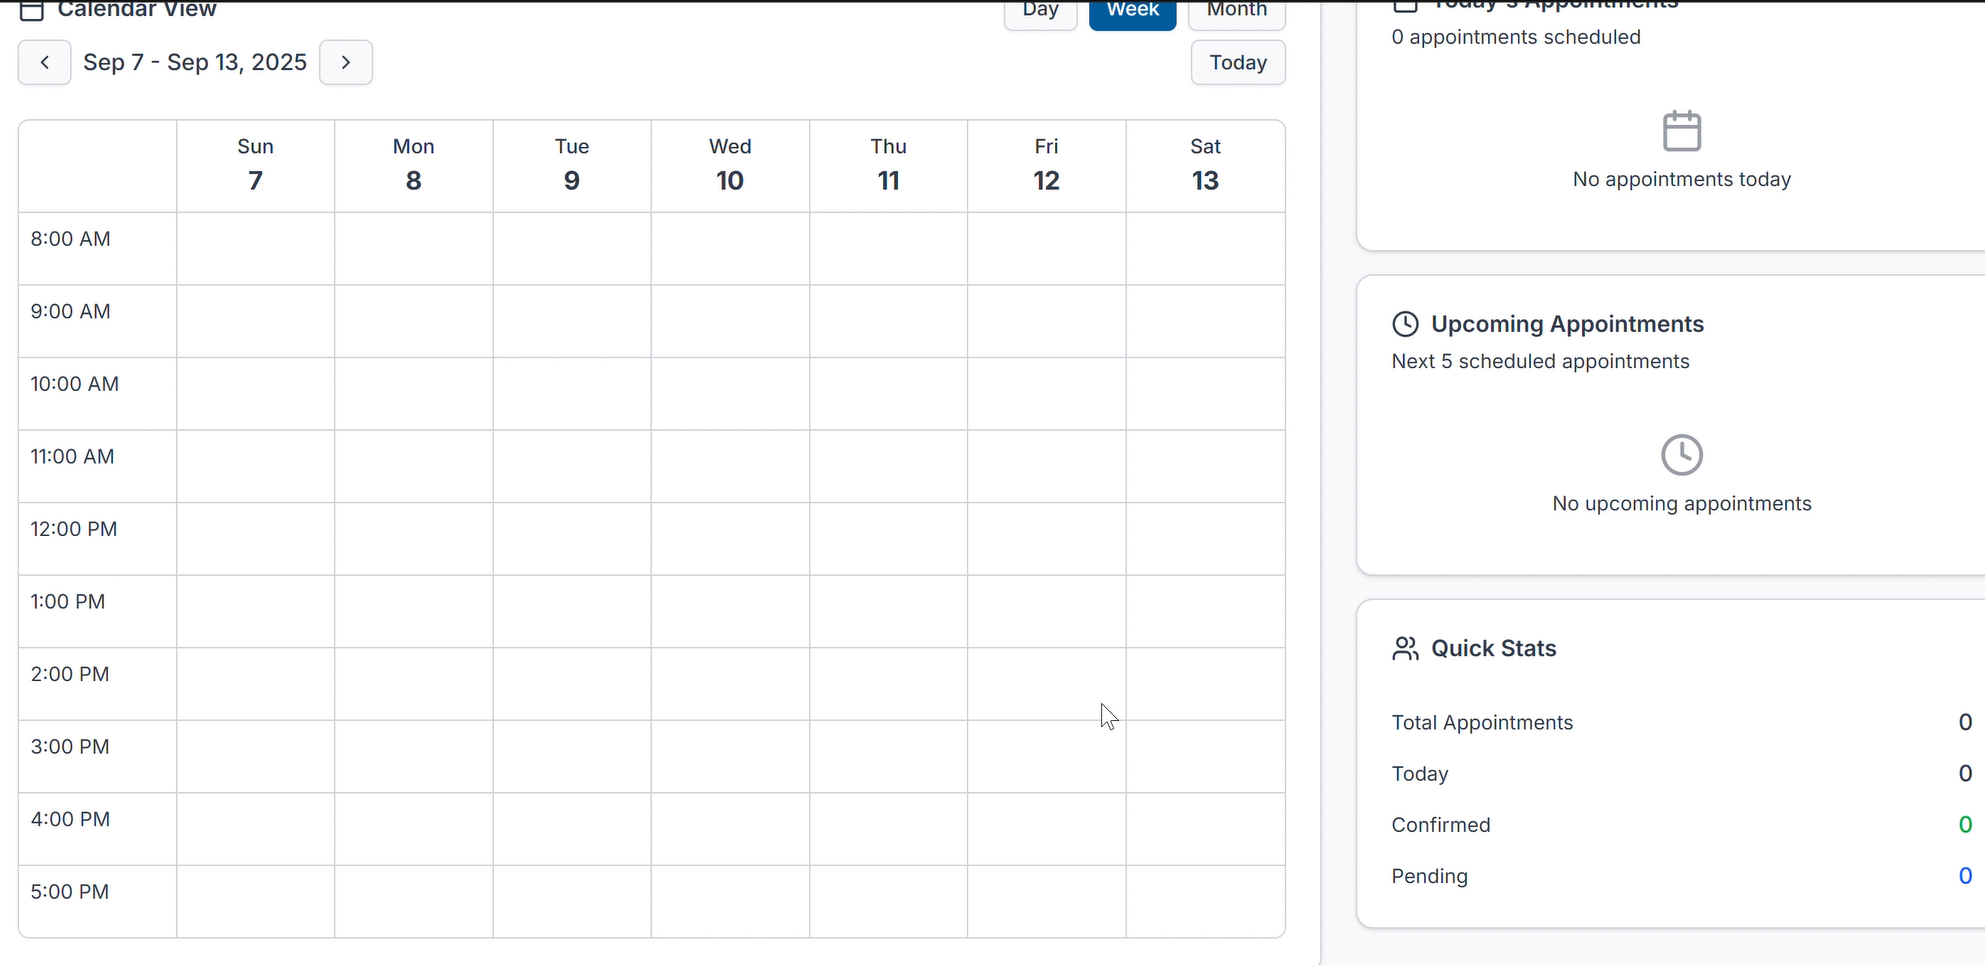 Calendar View
Day Week Month
Sep 7 - Sep 13, 2025
Today
Sun Mon Tue Wed Thu Fri Sat
7 8 9 10 11 12 13
8:00 AM
9:00 AM
10:00 AM
11:00 AM
12:00 PM
1:00 PM
2:00 PM
3:00 PM
4:00 PM
5:00 PM
Today's Appointments
0 appointments scheduled
No appointments today
Upcoming Appointments
Next 5 scheduled appointments
No upcoming appointments
Quick Stats
Total Appointments 0
Today 0
Confirmed 0
Pending 0